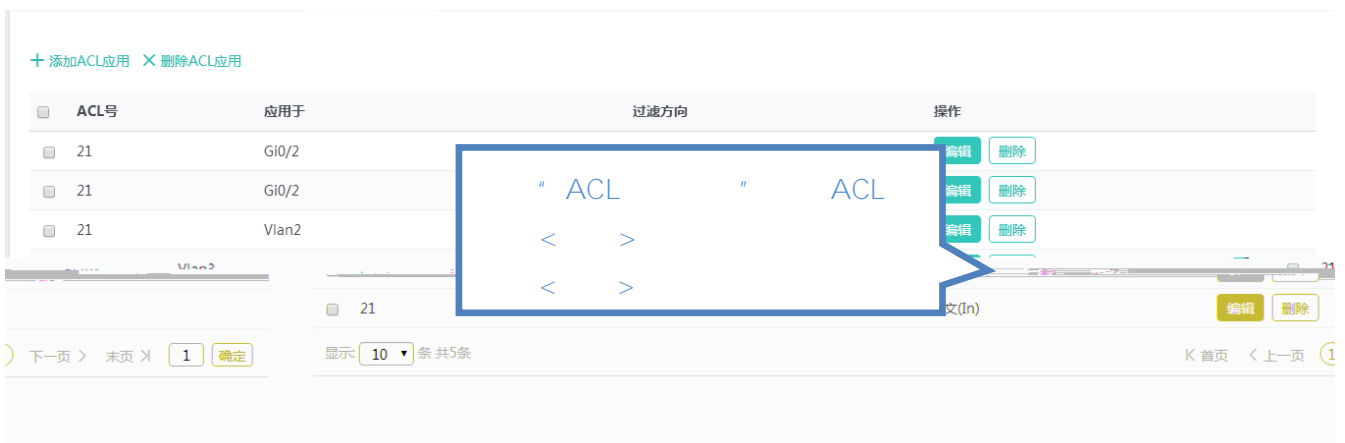 添加ACL应用 删除ACL应用
ACL号 应用于 过滤方向 操作
21 Gi0/2 编辑 删除
21 Gi0/2 编辑 删除
21 Vlan2 编辑 删除
“ ACL ” ACL
< >
< >
Vlan3 21
21 文(In) 编辑 删除
下一页 末页 1 确定 显示: 10 条 共5条 首页 上一页 1